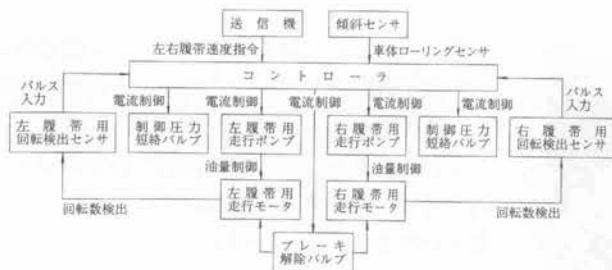 送信機
傾斜センサ
左右履帯速度指令
車体ローリングセンサ
コントローラ
パルス
入力
電流制御
電流制御
電流制御
電流制御
電流制御
パルス
入力
左履帯用
回転検出センサ
制御圧力
短絡バルブ
左履帯用
走行ポンプ
右履帯用
走行ポンプ
制御圧力
短絡バルブ
右履帯用
回転検出センサ
油量制御
油量制御
回転数検出
左履帯用
走行モータ
右履帯用
走行モータ
回転数検出
ブレーキ
解除バルブ